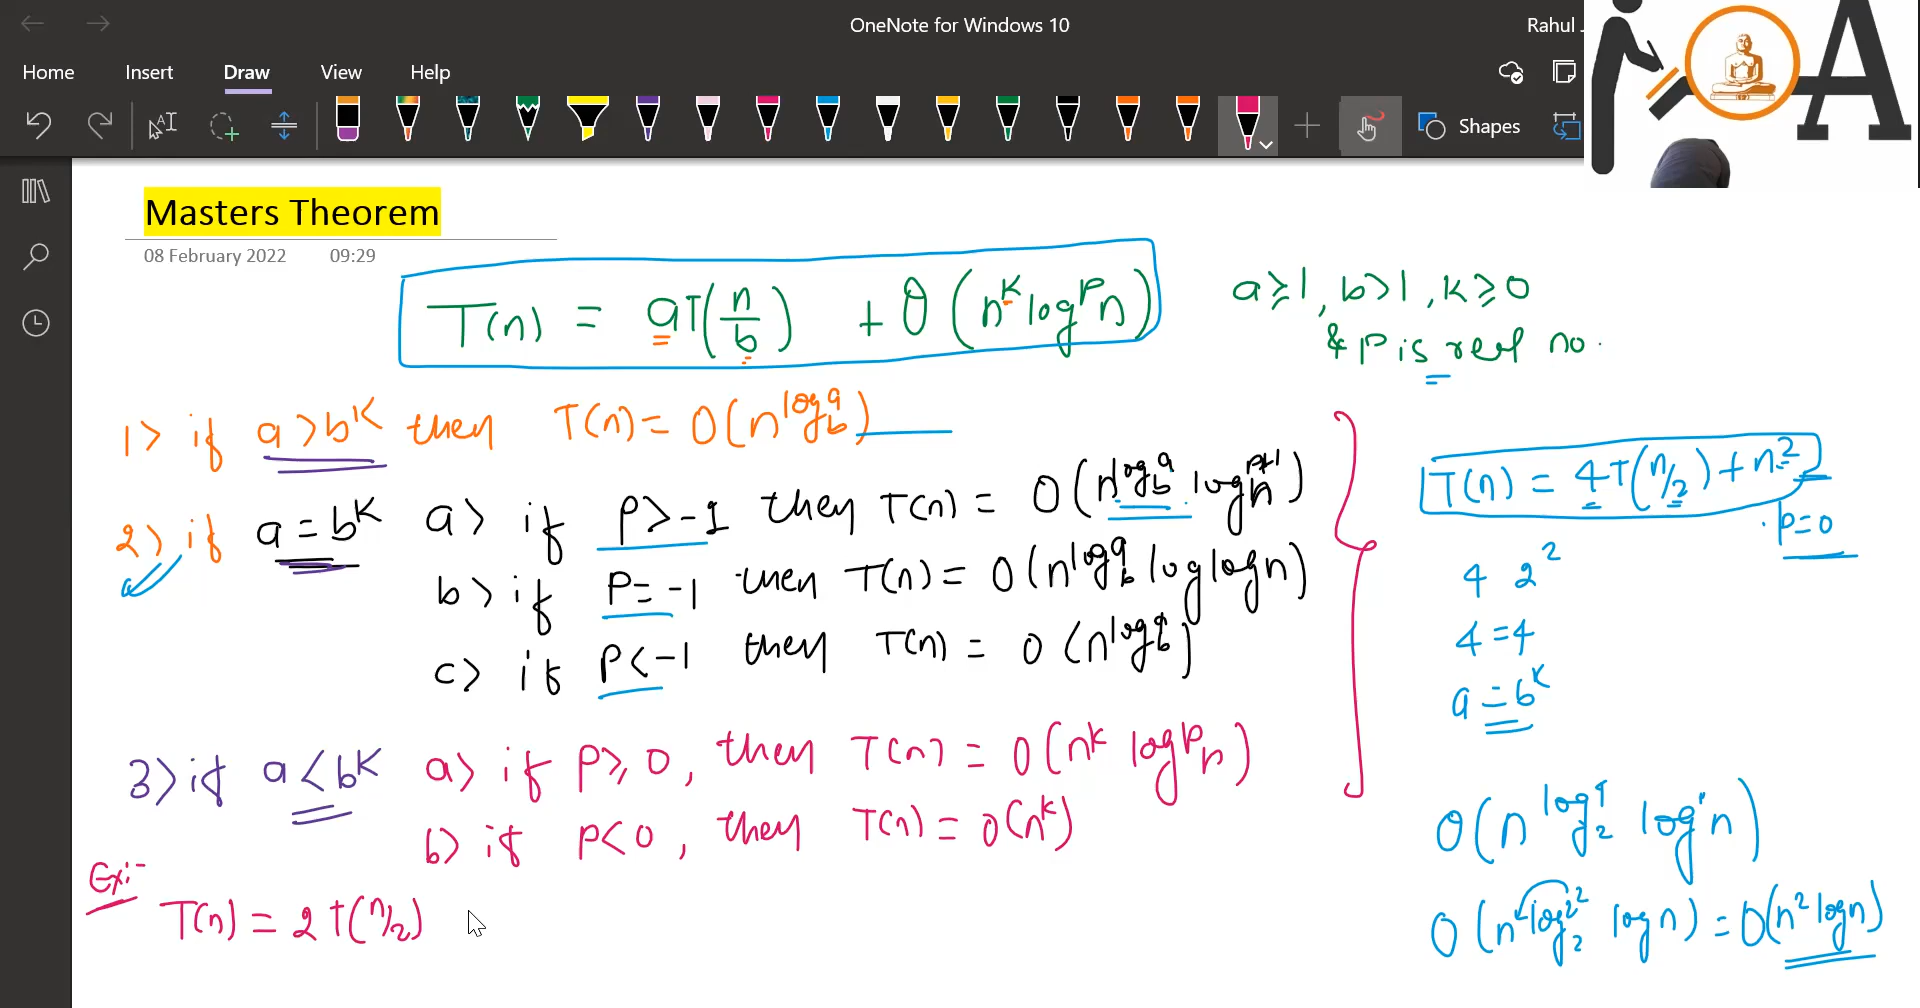 OneNote for Windows 10
Rahul J
Home Insert Draw View Help
Shapes
A
Masters Theorem
08 February 2022 09:29
T(n) = aT(n/b) + θ(n^k log^p n)
a≥1, b>1, k≥0
& P is real no.
1> if a>b^k then T(n) = O(n^log_b^a)
2> if a=b^k a> if P>-1 then T(n) = O(n^log_b^a log^p+1 n)
b> if P=-1 then T(n) = O(n^log_b^a loglogn)
c> if P<-1 then T(n) = O(n^log_b^a)
3> if a<b^k a> if P≥0, then T(n) = O(n^k log^p n)
b> if P<0, then T(n) = O(n^k)
Ex:-
T(n) = 2T(n/2)
T(n) = 4T(n/2)+n^2
P=0
4 2^2
4=4
a=b^k
O(n^log_2^4 log^1 n)
O(n^log_2 2^2 log n) = O(n^2 logn)